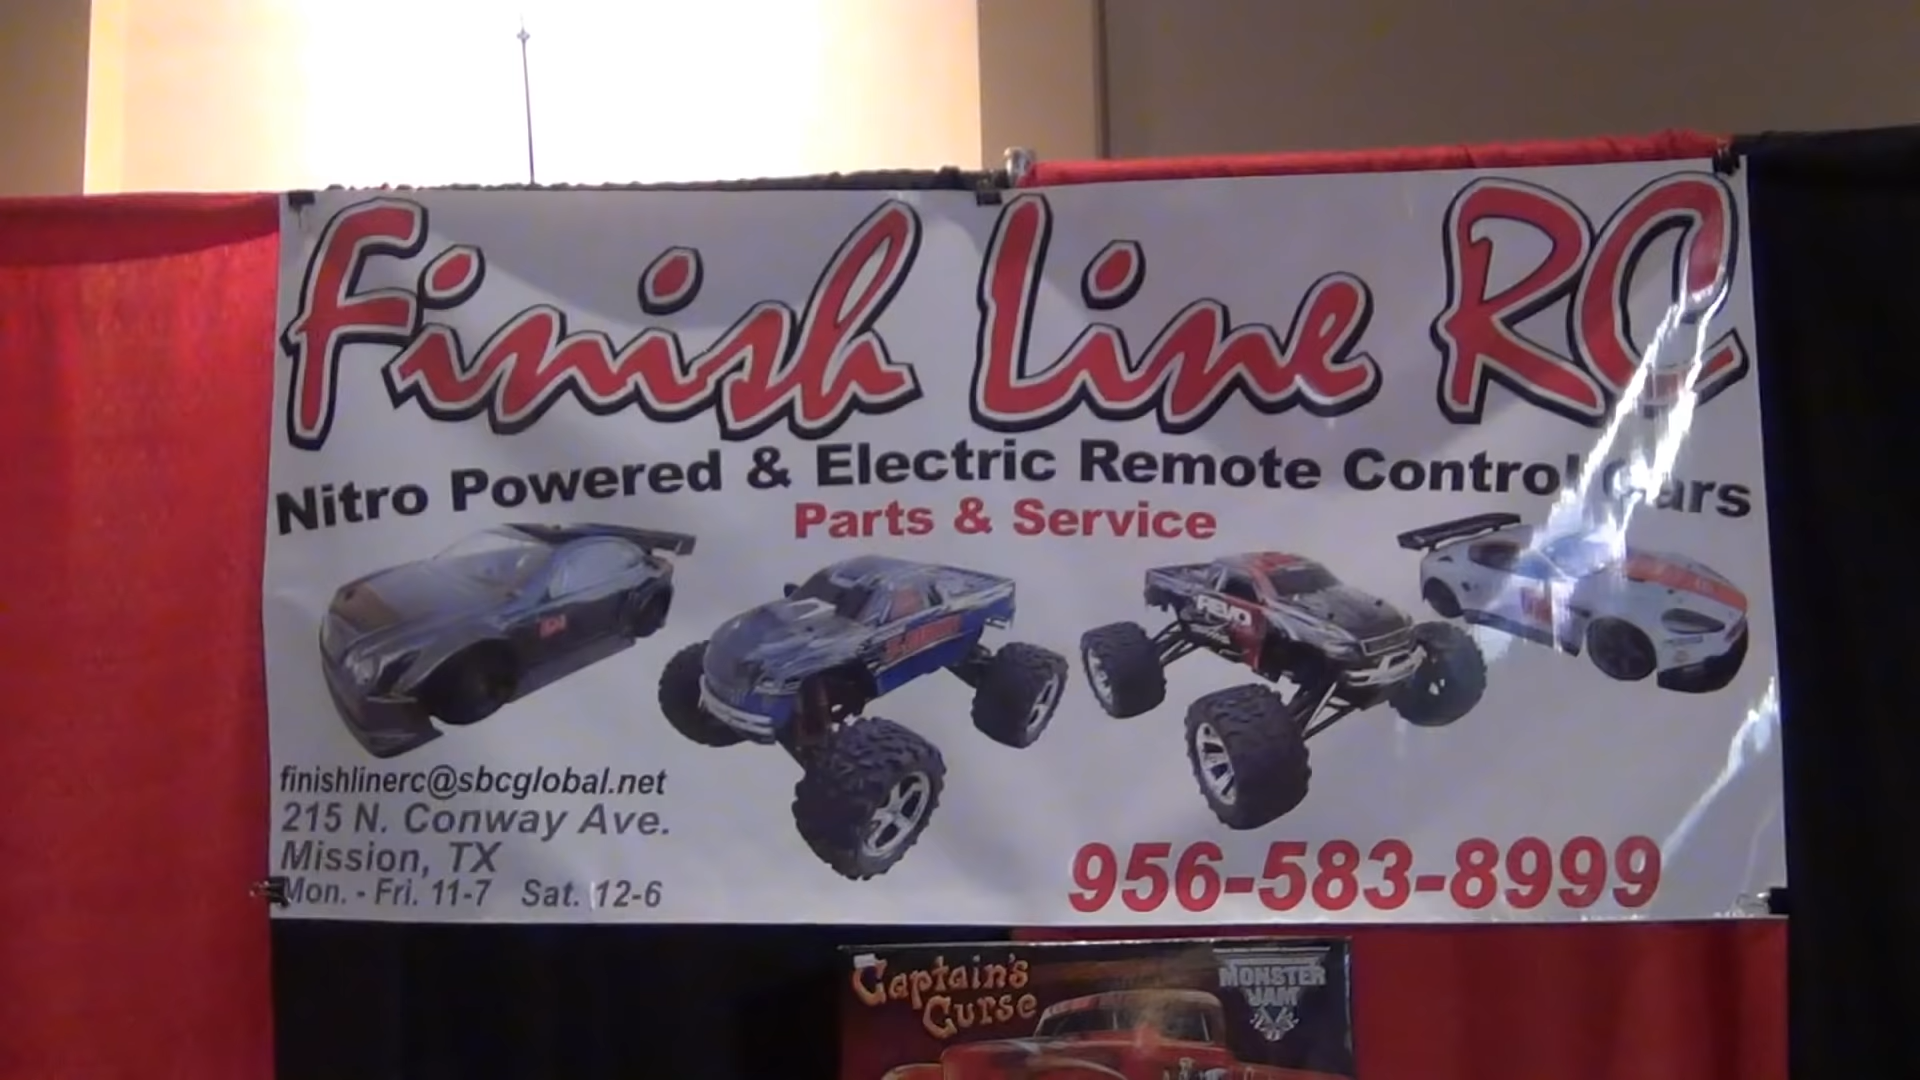 Finish Line RC
Nitro Powered & Electric Remote Control Cars
Parts & Service
REVO
finishlinerc@sbcglobal.net
215 N. Conway Ave.
Mission, TX
Mon. - Fri. 11-7 Sat. 12-6
956-583-8999
Captain's
Curse
MONSTER
JAM